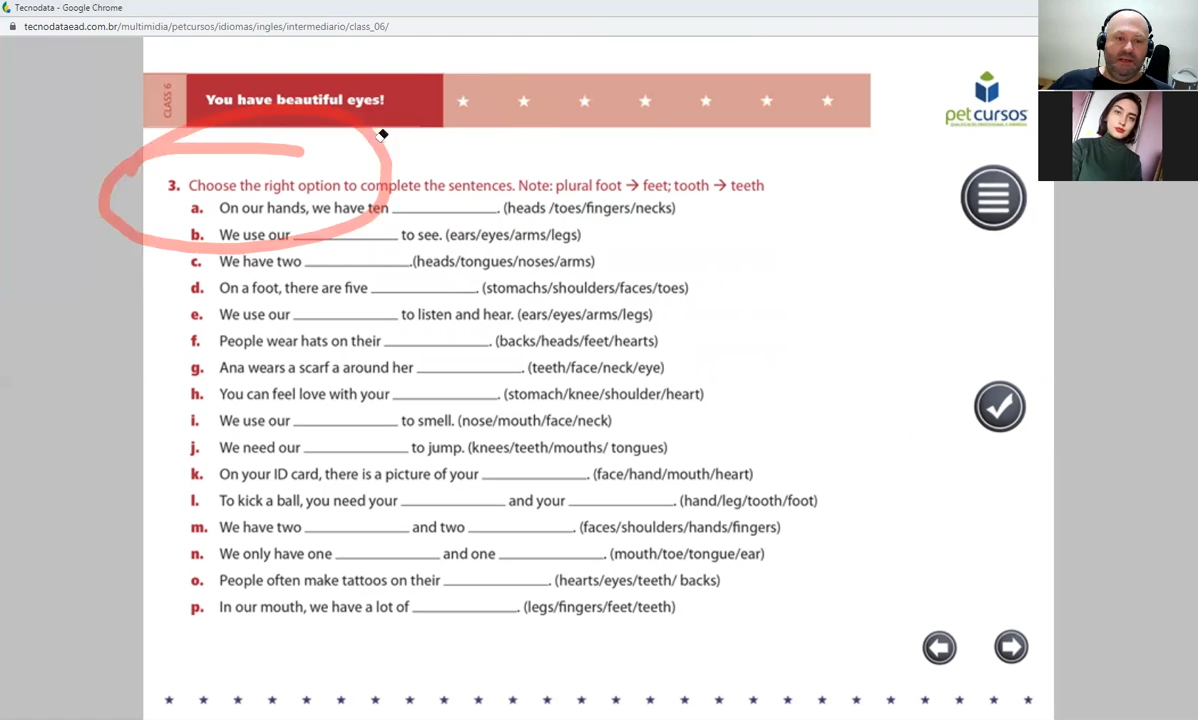 Tecnodata - Google Chrome
tecnodataead.com.br/multimidia/petcursos/idiomas/ingles/intermediario/class_06/
CLASS 6
You have beautiful eyes!
petcursos
3. Choose the right option to complete the sentences. Note: plural foot → feet; tooth → teeth
a. On our hands, we have ten ____________. (heads /toes/fingers/necks)
b. We use our ____________ to see. (ears/eyes/arms/legs)
c. We have two ____________.(heads/tongues/noses/arms)
d. On a foot, there are five ____________. (stomachs/shoulders/faces/toes)
e. We use our ____________ to listen and hear. (ears/eyes/arms/legs)
f. People wear hats on their ____________. (backs/heads/feet/hearts)
g. Ana wears a scarf a around her ____________. (teeth/face/neck/eye)
h. You can feel love with your ____________. (stomach/knee/shoulder/heart)
i. We use our ____________ to smell. (nose/mouth/face/neck)
j. We need our ____________ to jump. (knees/teeth/mouths/ tongues)
k. On your ID card, there is a picture of your ____________. (face/hand/mouth/heart)
l. To kick a ball, you need your ____________ and your ____________. (hand/leg/tooth/foot)
m. We have two ____________ and two ____________. (faces/shoulders/hands/fingers)
n. We only have one ____________ and one ____________. (mouth/toe/tongue/ear)
o. People often make tattoos on their ____________. (hearts/eyes/teeth/ backs)
p. In our mouth, we have a lot of ____________. (legs/fingers/feet/teeth)